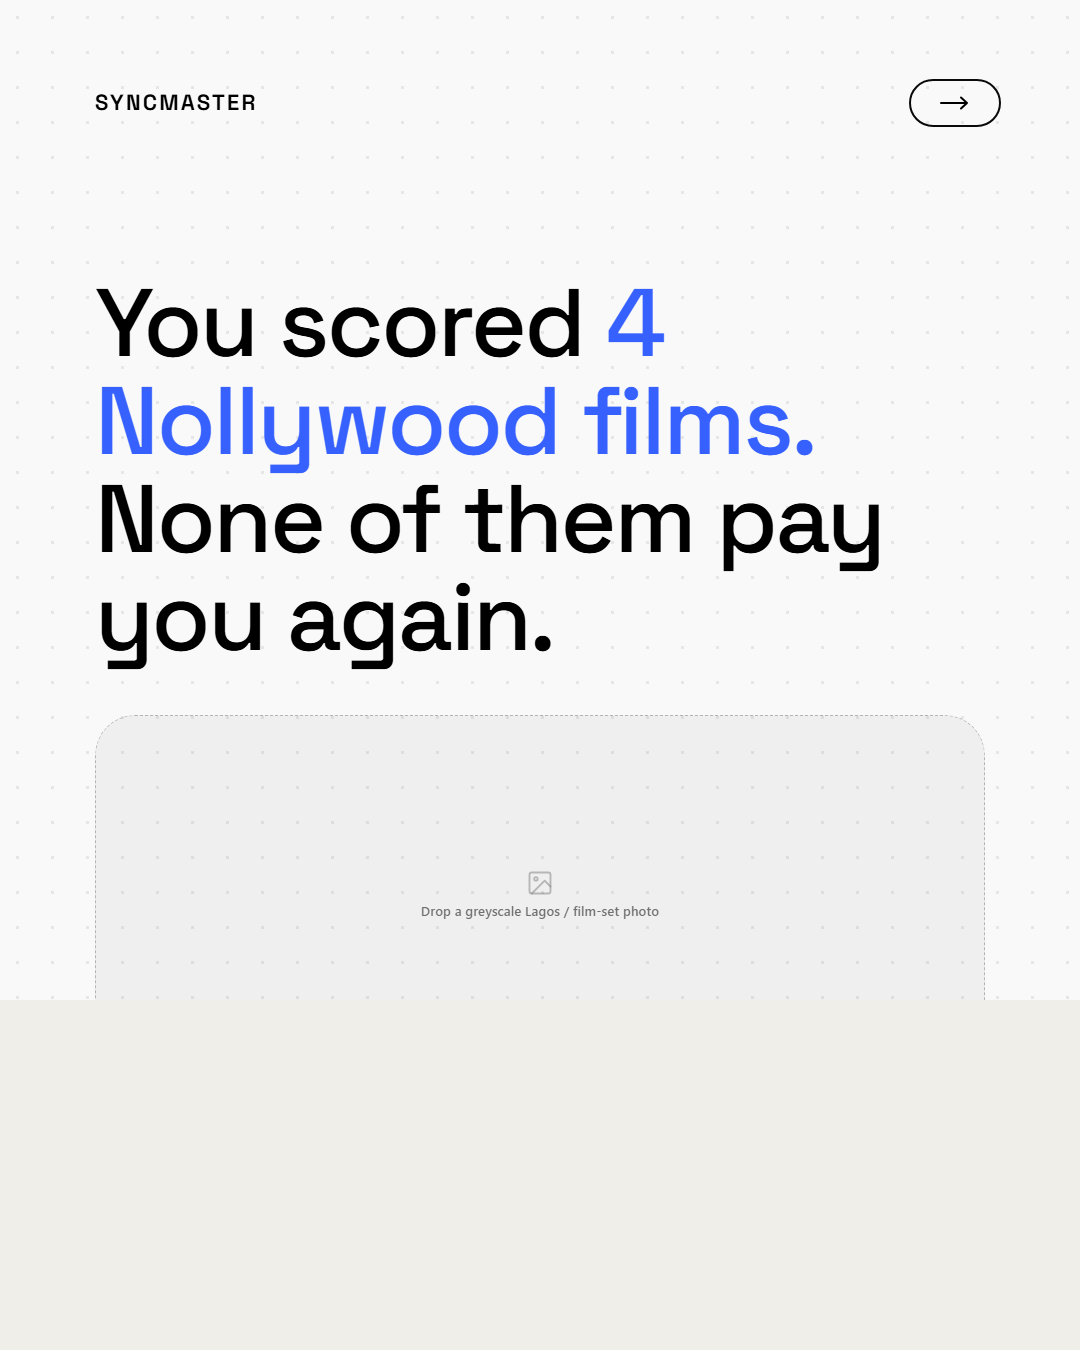 SYNCMASTER
You scored 4
Nollywood films.
None of them pay
you again.
Drop a greyscale Lagos / film-set photo